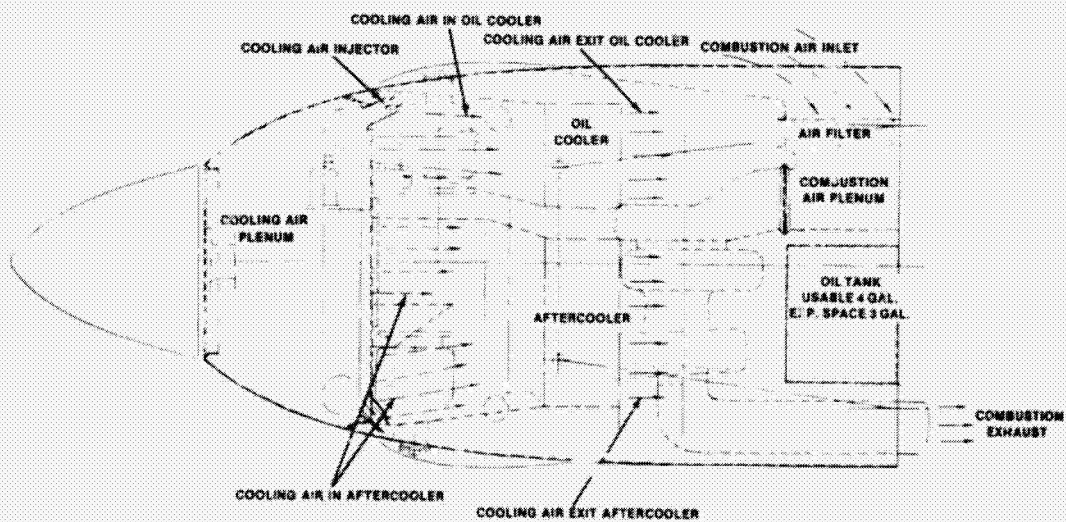 COOLING AIR IN OIL COOLER
COOLING AIR INJECTOR
COOLING AIR EXIT OIL COOLER
COMBUSTION AIR INLET
OIL
COOLER
AIR FILTER
COMBUSTION
AIR PLENUM
COOLING AIR
PLENUM
OIL TANK
USABLE 4 GAL.
E. P. SPACE 3 GAL.
AFTERCOOLER
COMBUSTION
EXHAUST
COOLING AIR IN AFTERCOOLER
COOLING AIR EXIT AFTERCOOLER